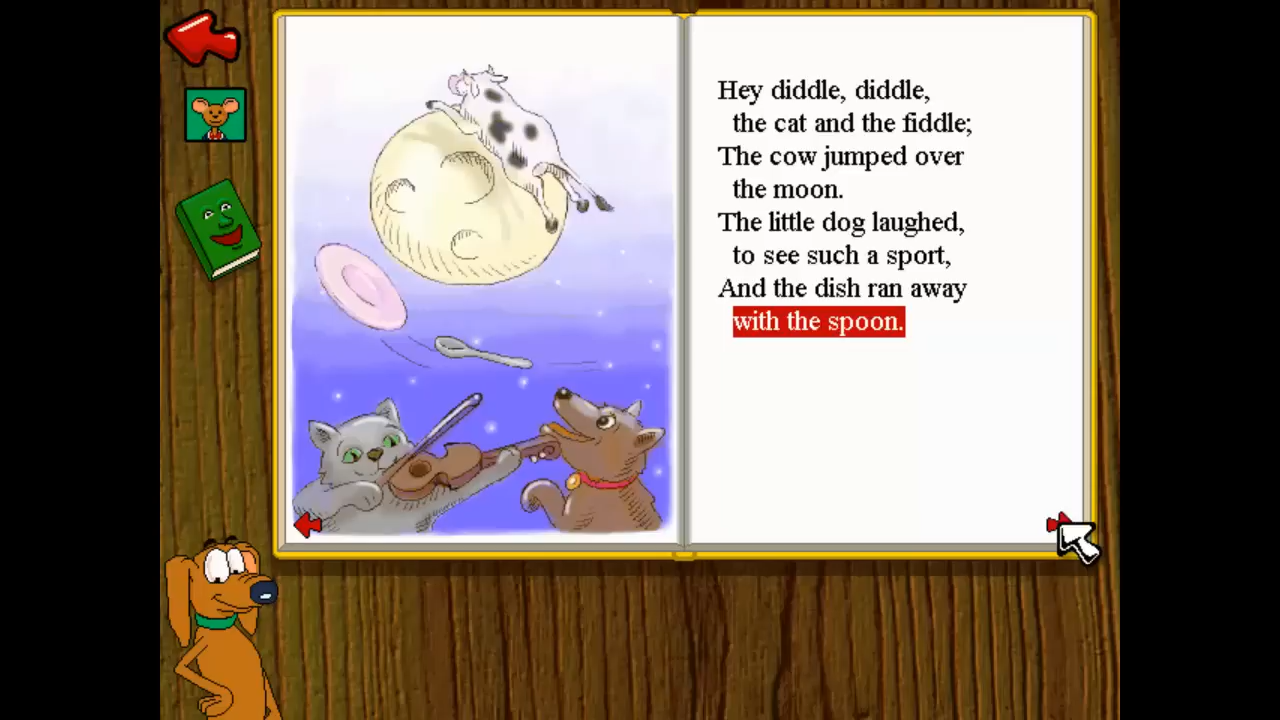 Hey diddle, diddle,
the cat and the fiddle;
The cow jumped over
the moon.
The little dog laughed,
to see such a sport,
And the dish ran away
with the spoon.